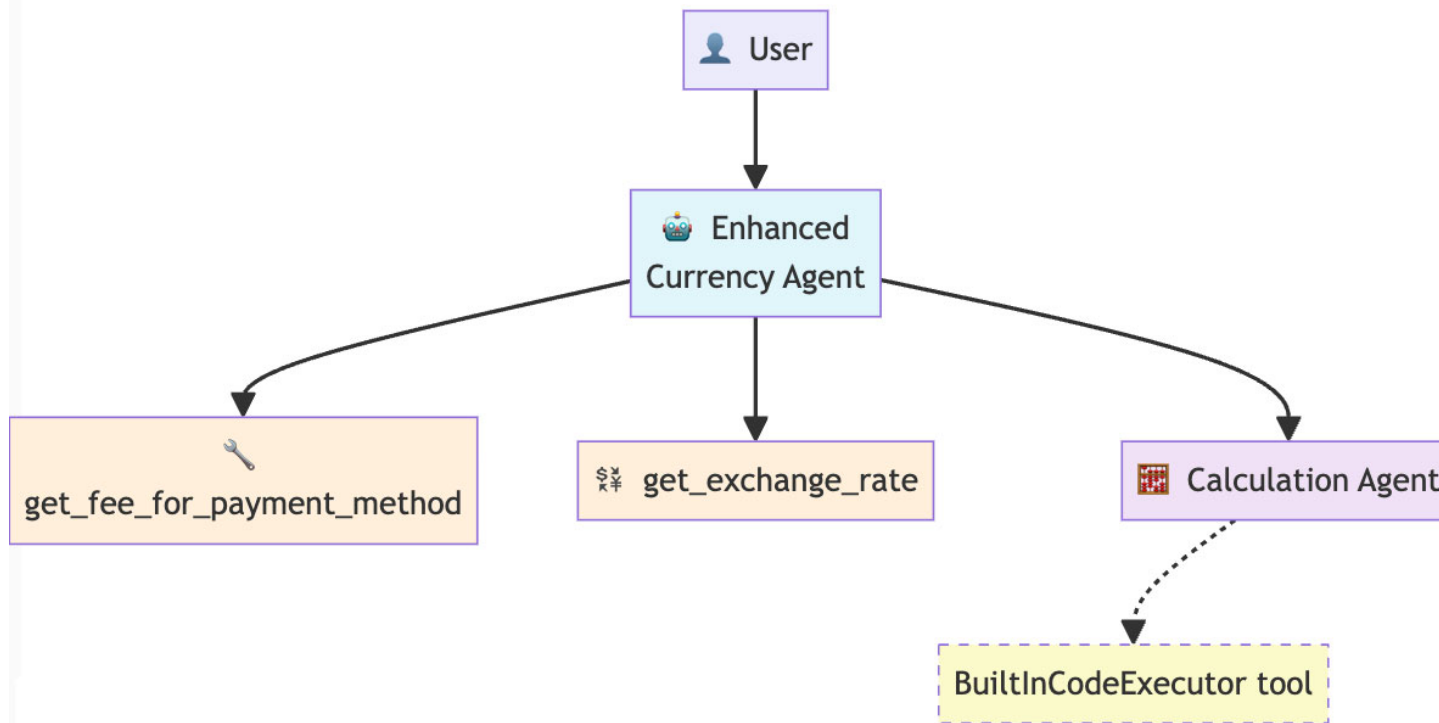 User
Enhanced
Currency Agent
get_fee_for_payment_method
get_exchange_rate
Calculation Agent
BuiltInCodeExecutor tool